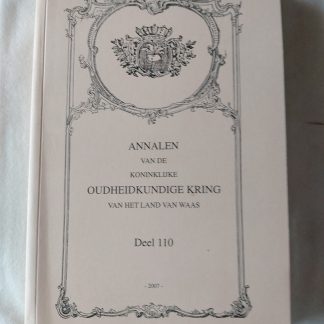 ANNALEN
VAN DE
KONINKLIJKE
OUDHEIDKUNDIGE KRING
VAN HET LAND VAN WAAS
Deel 110
- 2007 -